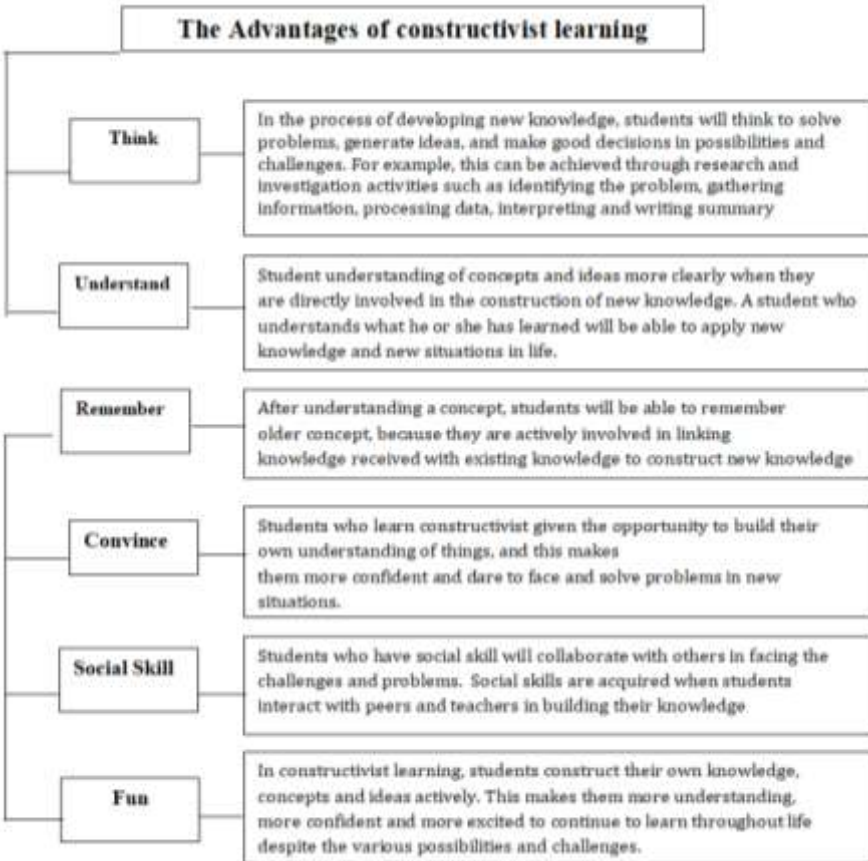 The Advantages of constructivist learning
Think
In the process of developing new knowledge, students will think to solve
problems, generate ideas, and make good decisions in possibilities and
challenges. For example, this can be achieved through research and
investigation activities such as identifying the problem, gathering
information, processing data, interpreting and writing summary
Understand
Student understanding of concepts and ideas more clearly when they
are directly involved in the construction of new knowledge. A student who
understands what he or she has learned will be able to apply new
knowledge and new situations in life.
Remember
After understanding a concept, students will be able to remember
older concept, because they are actively involved in linking
knowledge received with existing knowledge to construct new knowledge
Convince
Students who learn constructivist given the opportunity to build their
own understanding of things, and this makes
them more confident and dare to face and solve problems in new
situations.
Social Skill
Students who have social skill will collaborate with others in facing the
challenges and problems. Social skills are acquired when students
interact with peers and teachers in building their knowledge
Fun
In constructivist learning, students construct their own knowledge,
concepts and ideas actively. This makes them more understanding,
more confident and more excited to continue to learn throughout life
despite the various possibilities and challenges.